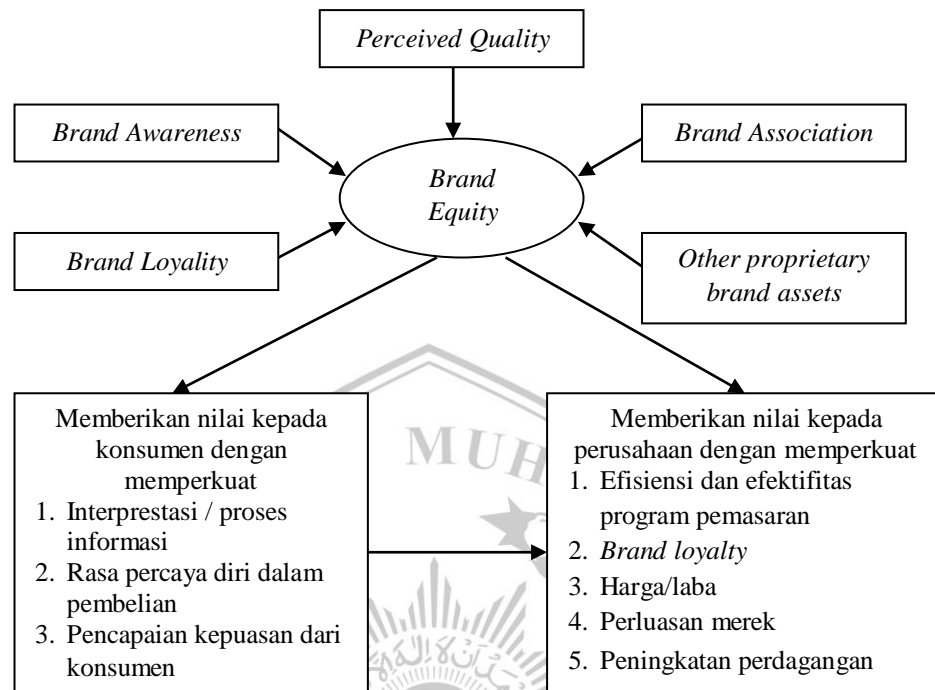 Perceived Quality
Brand Awareness
Brand Association
Brand
Equity
Brand Loyality
Other proprietary
brand assets
Memberikan nilai kepada
konsumen dengan
memperkuat
1. Interprestasi / proses
informasi
2. Rasa percaya diri dalam
pembelian
3. Pencapaian kepuasan dari
konsumen
Memberikan nilai kepada
perusahaan dengan memperkuat
1. Efisiensi dan efektifitas
program pemasaran
2. Brand loyalty
3. Harga/laba
4. Perluasan merek
5. Peningkatan perdagangan
MUH